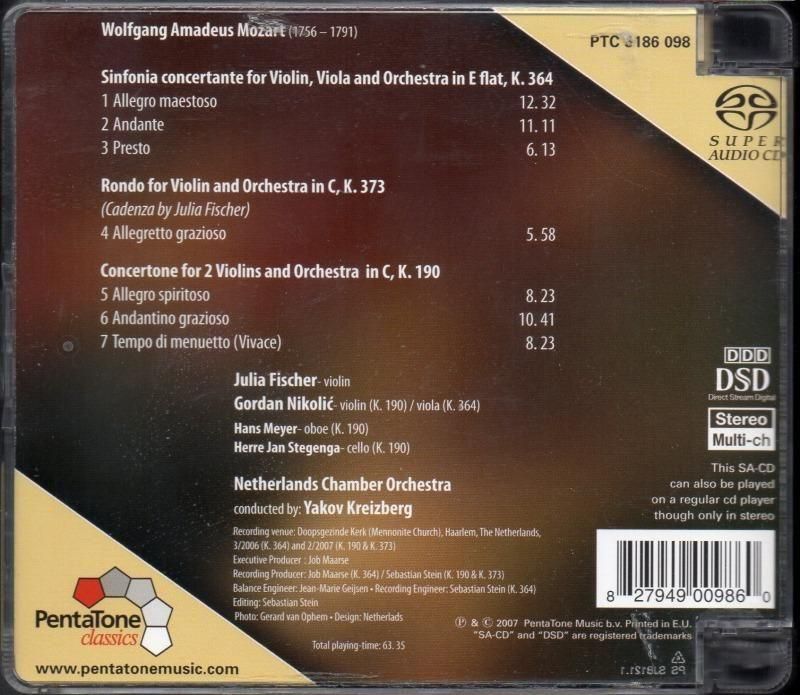 Wolfgang Amadeus Mozart (1756 – 1791)
PTC 5186 098
Sinfonia concertante for Violin, Viola and Orchestra in E flat, K. 364
1 Allegro maestoso 12. 32
2 Andante 11. 11
3 Presto 6. 13
SUPER
AUDIO CD
Rondo for Violin and Orchestra in C, K. 373
(Cadenza by Julia Fischer)
4 Allegretto grazioso 5. 58
Concertone for 2 Violins and Orchestra in C, K. 190
5 Allegro spiritoso 8. 23
6 Andantino grazioso 10. 41
7 Tempo di menuetto (Vivace) 8. 23
Julia Fischer- violin
Gordan Nikolić- violin (K. 190) / viola (K. 364)
Hans Meyer- oboe (K. 190)
Herre Jan Stegenga- cello (K. 190)
Netherlands Chamber Orchestra
conducted by: Yakov Kreizberg
Recording venue: Doopsgezinde Kerk (Mennonite Church), Haarlem, The Netherlands,
3/2006 (K. 364) and 2/2007 (K. 190 & K. 373)
Executive Producer : Job Maarse
Recording Producer: Job Maarse (K. 364) / Sebastian Stein (K. 190 & K. 373)
Balance Engineer: Jean-Marie Geijsen • Recording Engineer: Sebastian Stein (K. 364)
Editing: Sebastian Stein
Photo: Gerard van Ophem • Design: Netherlads
Total playing-time: 63. 35
DDD
DSD
Direct Stream Digital
Stereo
Multi-ch
This SA-CD
can also be played
on a regular cd player
though only in stereo
8 27949 00986 0
PentaTone
classics
www.pentatonemusic.com
℗ & © 2007 PentaTone Music b.v. Printed in E.U.
"SA-CD" and "DSD" are registered trademarks
PS SJB121.1